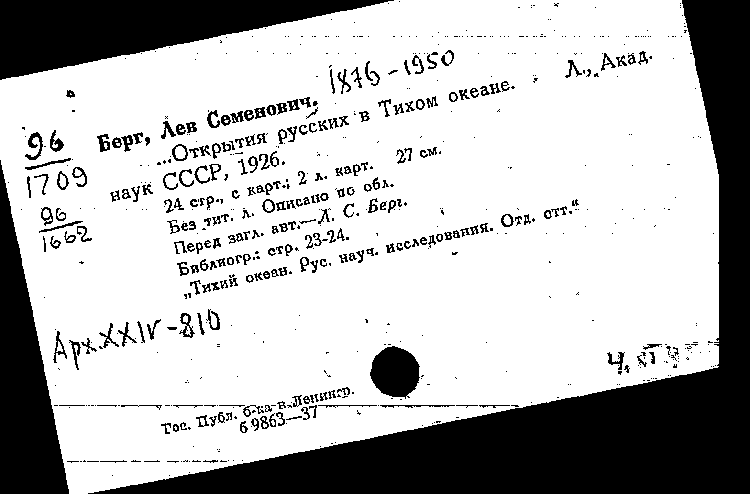 1876-1950
96
1709
96
1662
Берг, Лев Семенович.
...Открытия русских в Тихом океане. Л., Акад.
наук СССР, 1926.
24 стр., с карт.; 2 л. карт. 27 см.
Без тит. л. Описано по обл.
Перед загл. авт.—Л. С. Берг.
Библиогр.: стр. 23-24.
„Тихий океан. Рус. науч. исследования. Отд. отт."
Арх.XXIV-810
Гос. Публ. б-ка в Ленингр.
6 9863—37